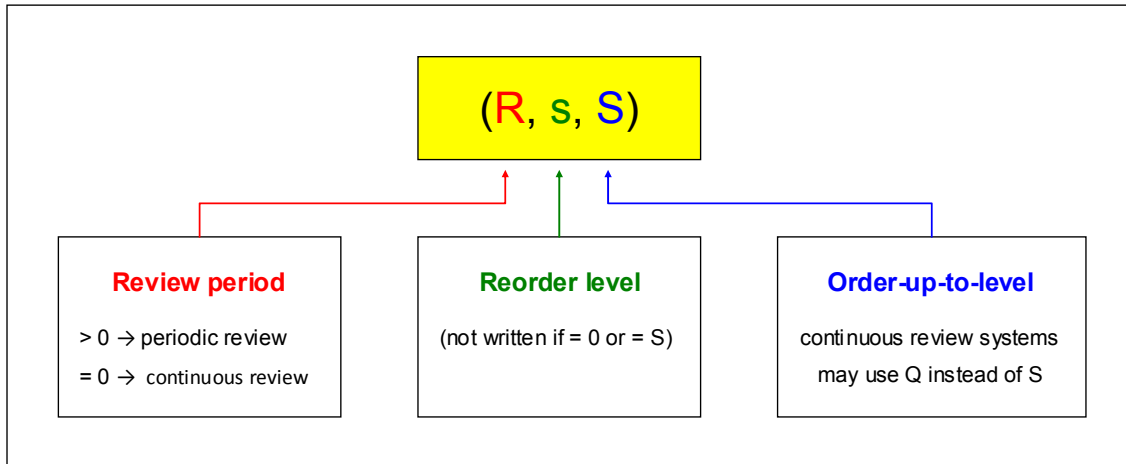 (R, s, S)
Review period
> 0 → periodic review
= 0 → continuous review
Reorder level
(not written if = 0 or = S)
Order-up-to-level
continuous review systems
may use Q instead of S